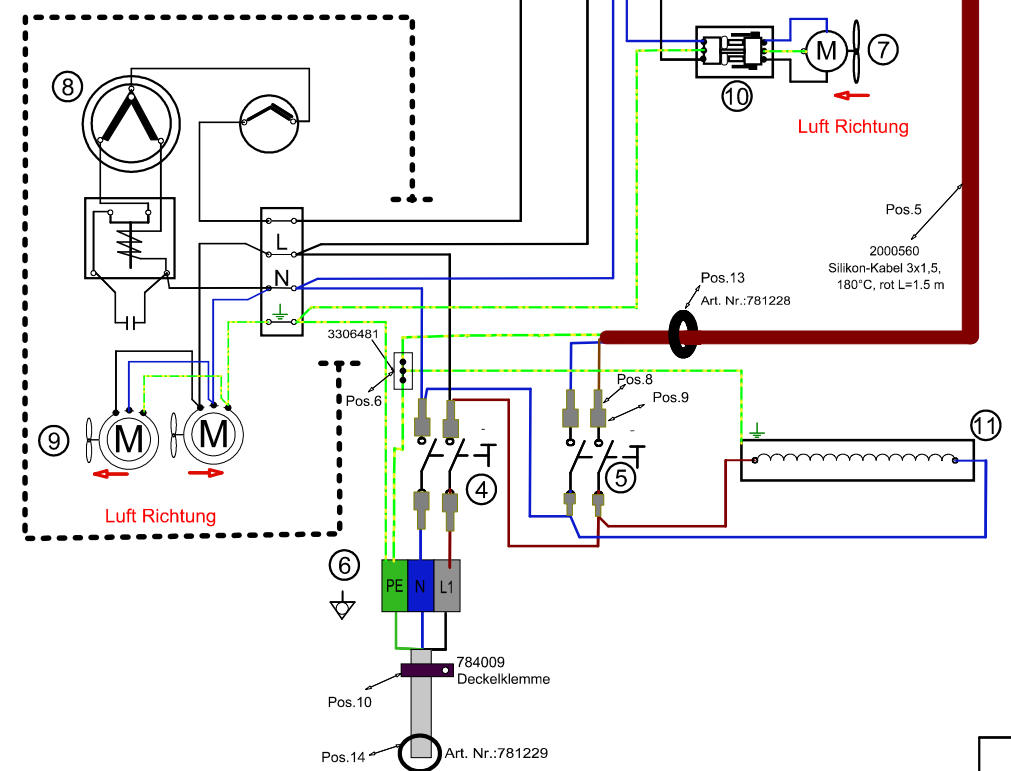 8
M
7
10
Luft Richtung
Pos.5
2000560
Silikon-Kabel 3x1,5,
180°C, rot L=1.5 m
L
N
Pos.13
Art. Nr.:781228
3306481
Pos.6
Pos.8
Pos.9
9
M
M
11
4
5
Luft Richtung
6
PE
N
L1
784009
Deckelklemme
Pos.10
Pos.14
Art. Nr.:781229